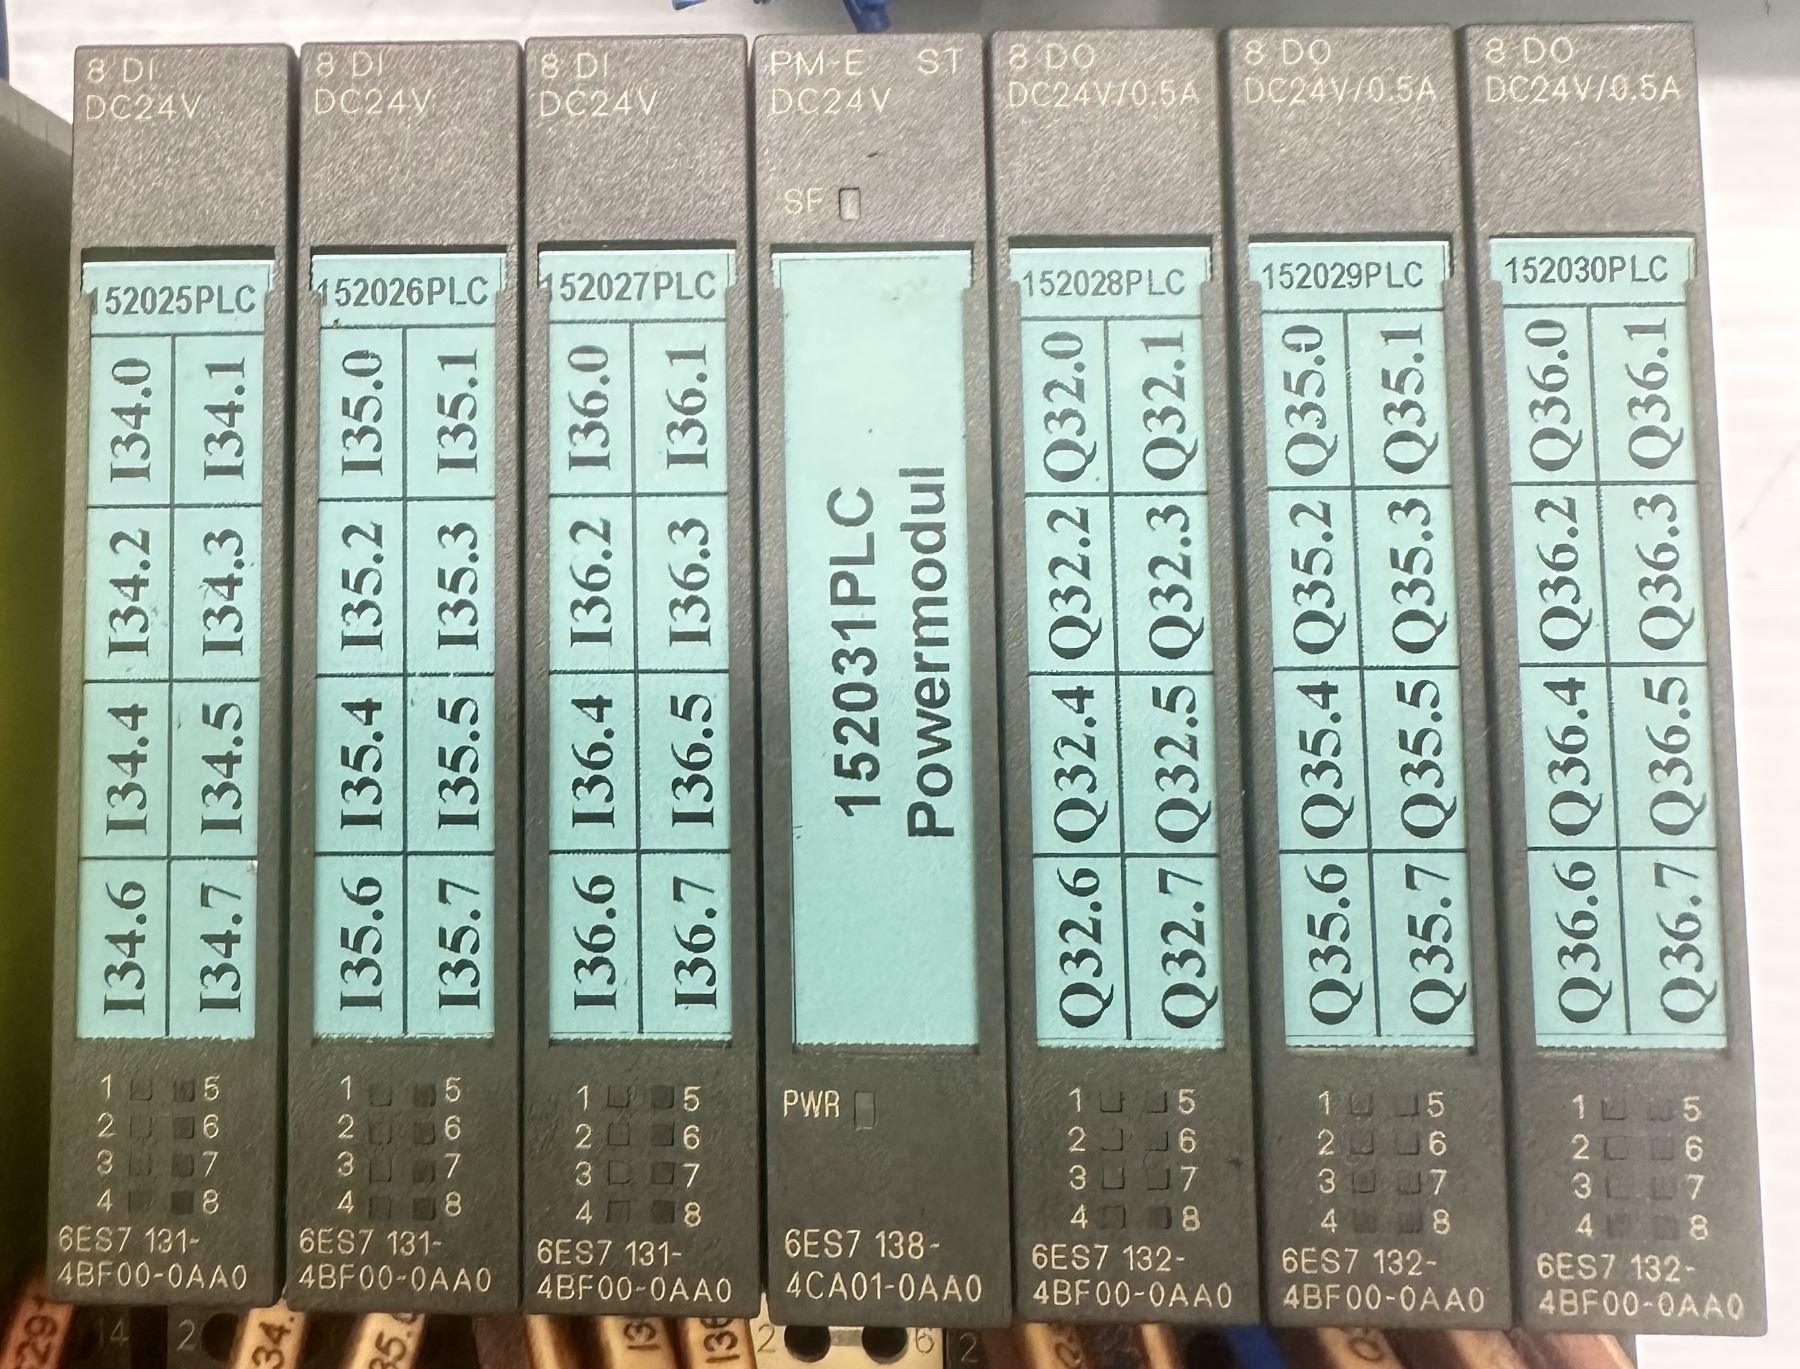 8 DI
DC24V
152025PLC
I34.0 I34.1
I34.2 I34.3
I34.4 I34.5
I34.6 I34.7
1 5
2 6
3 7
4 8
6ES7 131-
4BF00-0AA0
8 DI
DC24V
152026PLC
I35.0 I35.1
I35.2 I35.3
I35.4 I35.5
I35.6 I35.7
1 5
2 6
3 7
4 8
6ES7 131-
4BF00-0AA0
8 DI
DC24V
152027PLC
I36.0 I36.1
I36.2 I36.3
I36.4 I36.5
I36.6 I36.7
1 5
2 6
3 7
4 8
6ES7 131-
4BF00-0AA0
PM-E ST
DC24V
SF
152031PLC
Powermodul
PWR
6ES7 138-
4CA01-0AA0
8 DO
DC24V/0.5A
152028PLC
Q32.0 Q32.1
Q32.2 Q32.3
Q32.4 Q32.5
Q32.6 Q32.7
1 5
2 6
3 7
4 8
6ES7 132-
4BF00-0AA0
8 DO
DC24V/0.5A
152029PLC
Q35.0 Q35.1
Q35.2 Q35.3
Q35.4 Q35.5
Q35.6 Q35.7
1 5
2 6
3 7
4 8
6ES7 132-
4BF00-0AA0
8 DO
DC24V/0.5A
152030PLC
Q36.0 Q36.1
Q36.2 Q36.3
Q36.4 Q36.5
Q36.6 Q36.7
1 5
2 6
3 7
4 8
6ES7 132-
4BF00-0AA0
14 2 2 6 2